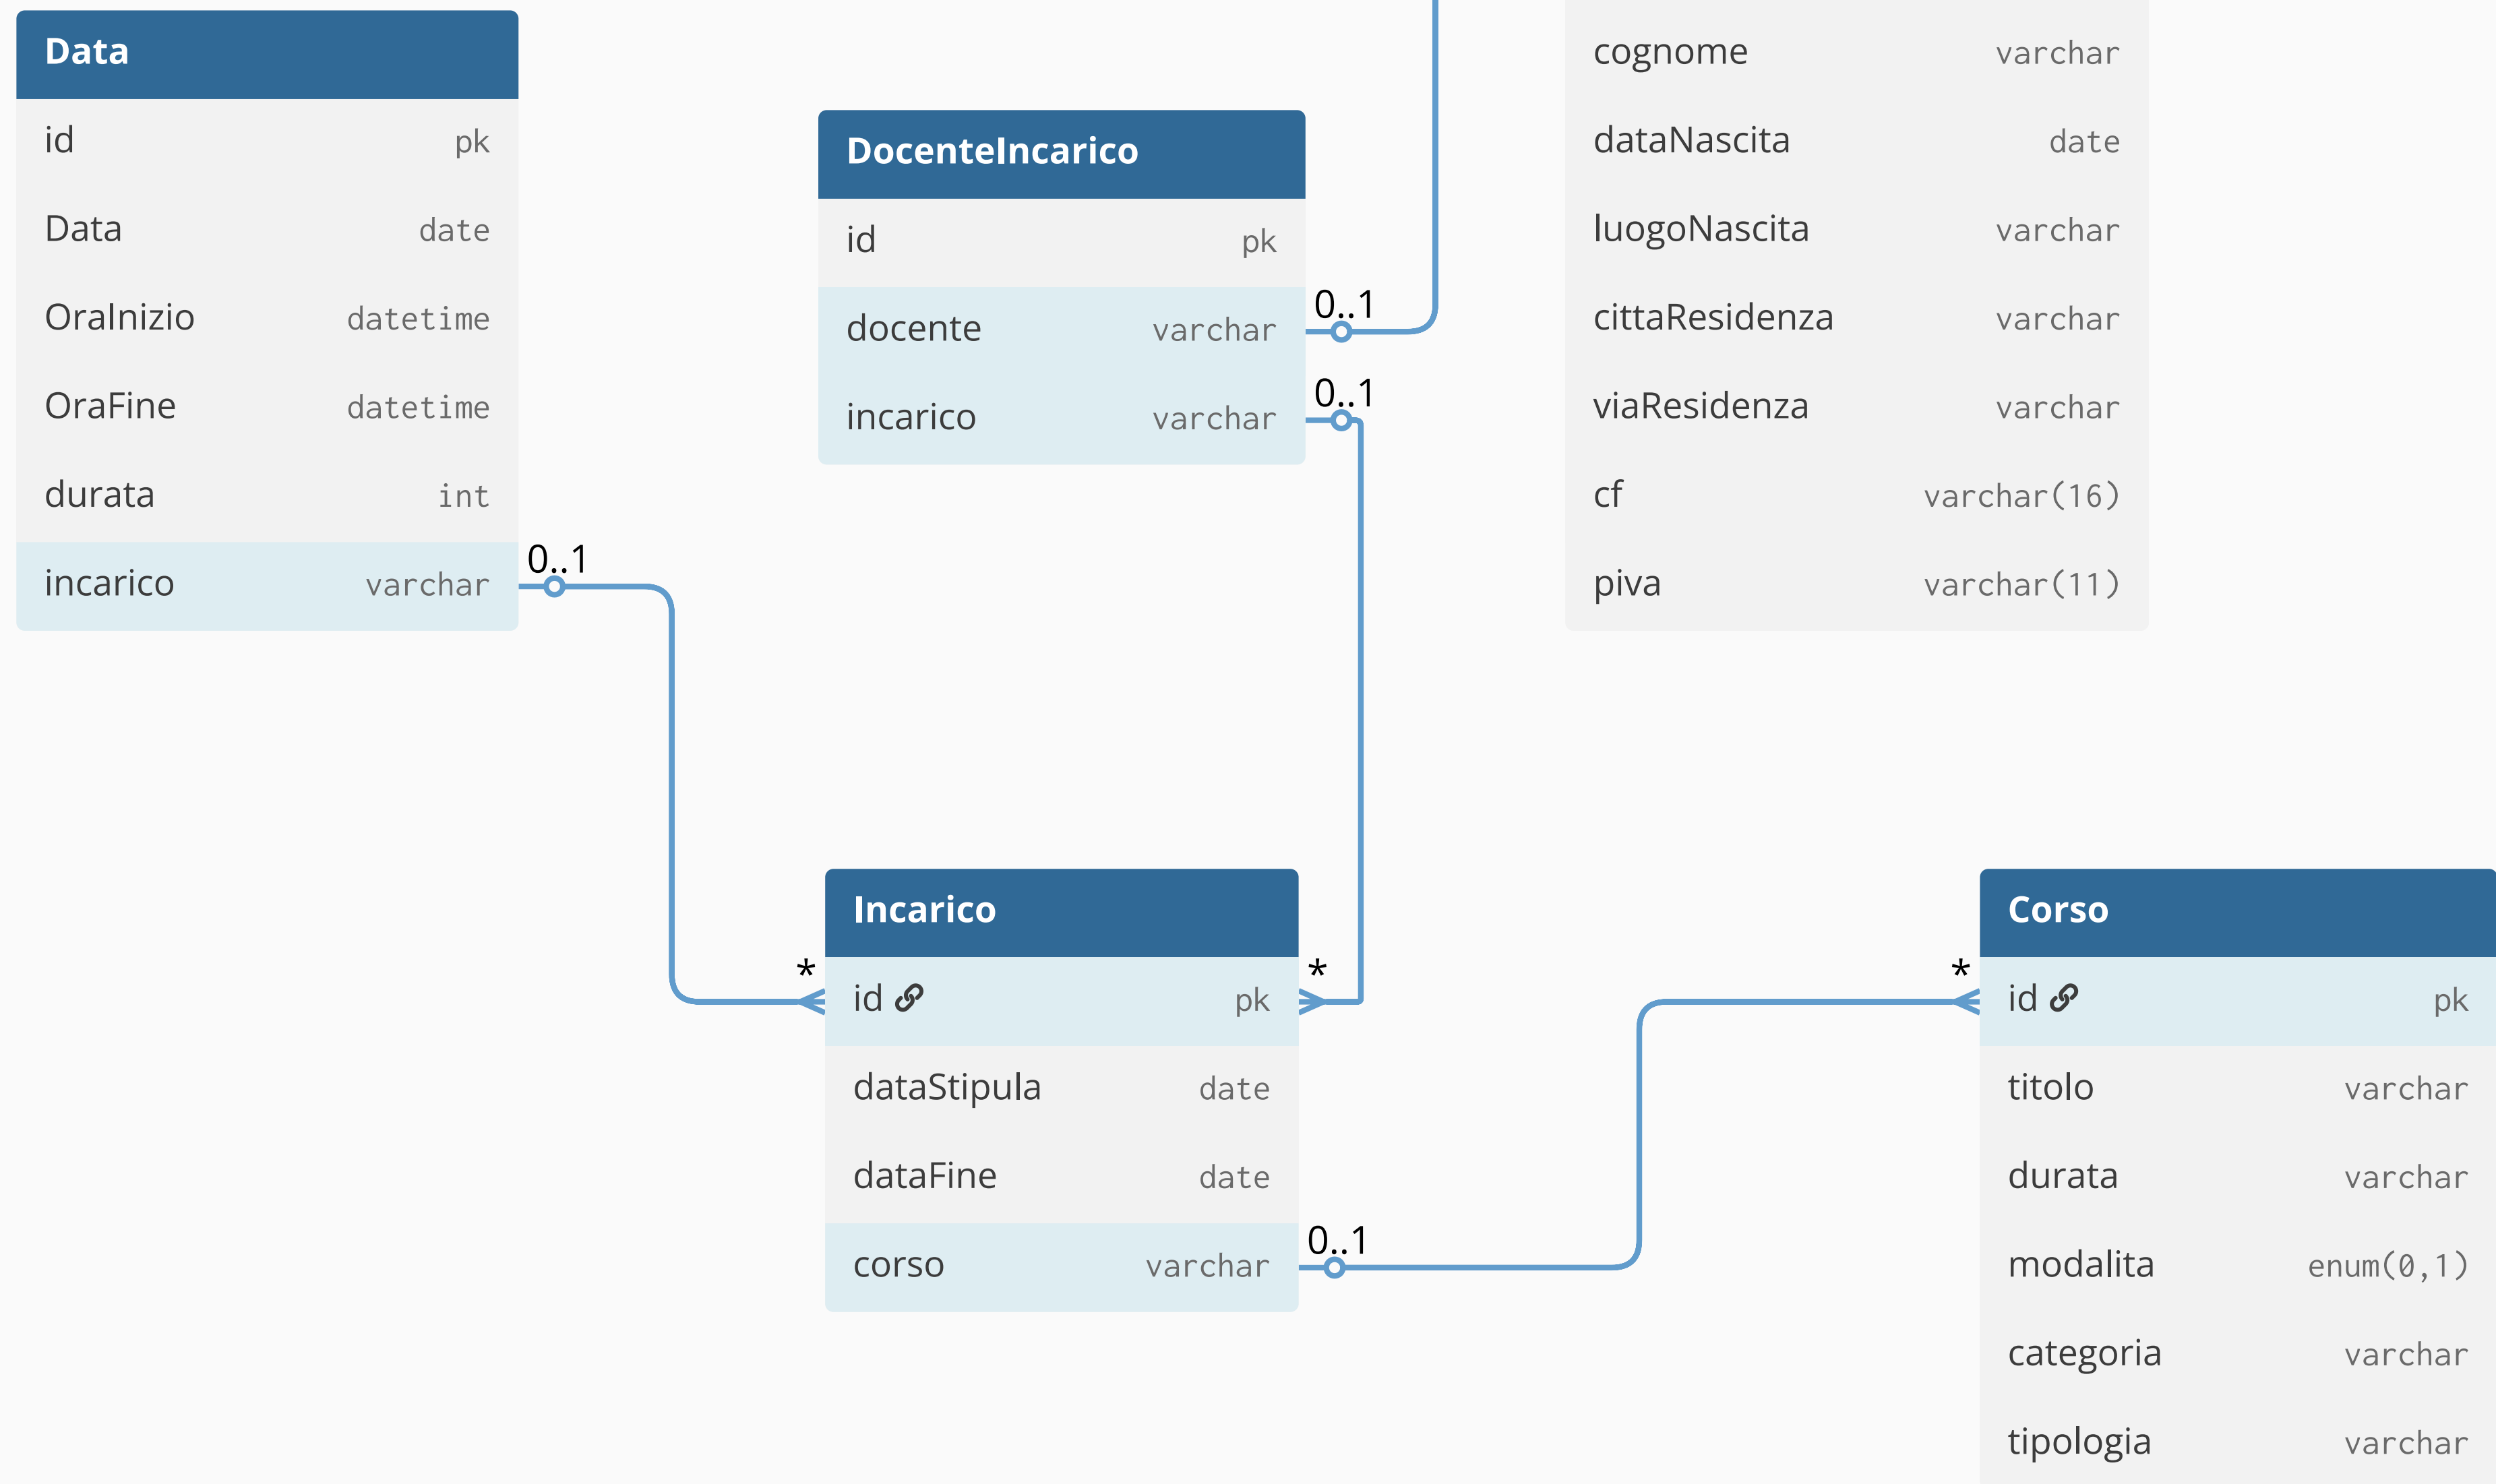 Data
id pk
Data date
OraInizio datetime
OraFine datetime
durata int
incarico varchar
0..1
DocenteIncarico
id pk
docente varchar
0..1
incarico varchar
0..1
cognome varchar
dataNascita date
luogoNascita varchar
cittaResidenza varchar
viaResidenza varchar
cf varchar(16)
piva varchar(11)
Incarico
* *
id pk
dataStipula date
dataFine date
corso varchar
0..1
Corso
*
id pk
titolo varchar
durata varchar
modalita enum(0,1)
categoria varchar
tipologia varchar